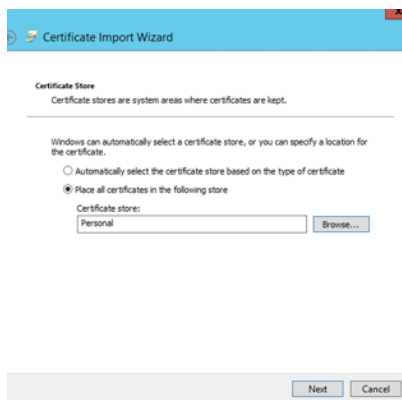 Certificate Import Wizard
Certificate Store
Certificate stores are system areas where certificates are kept.
Windows can automatically select a certificate store, or you can specify a location for
the certificate.
Automatically select the certificate store based on the type of certificate
Place all certificates in the following store
Certificate store:
Personal
Browse...
Next
Cancel